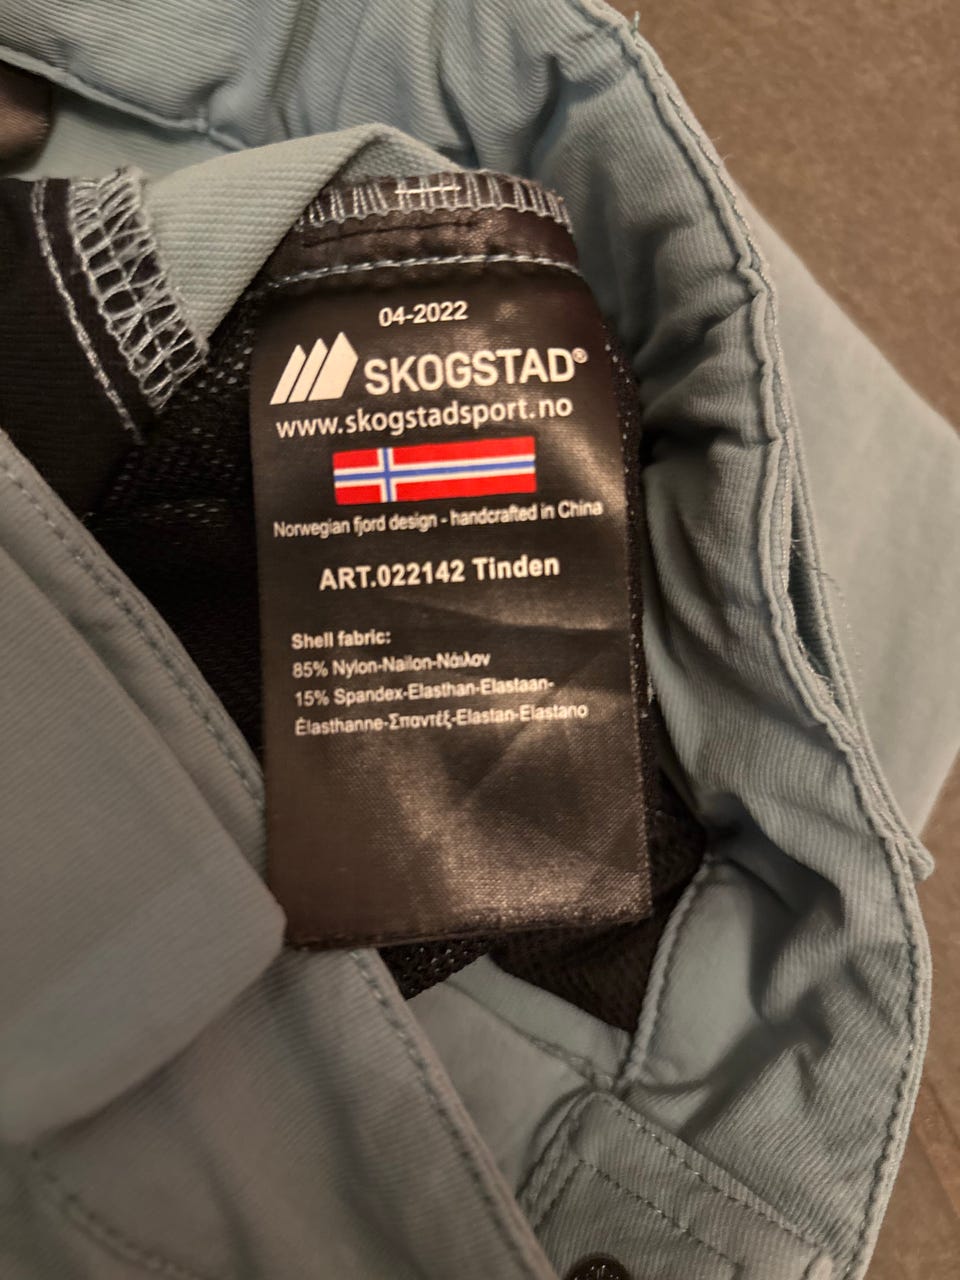 04-2022
SKOGSTAD®
www.skogstadsport.no
Norwegian fjord design - handcrafted in China
ART.022142 Tinden
Shell fabric:
85% Nylon-Nailon-Νάιλον
15% Spandex-Elasthan-Elastaan-
Élasthanne-Σπαντέξ-Elastan-Elastano